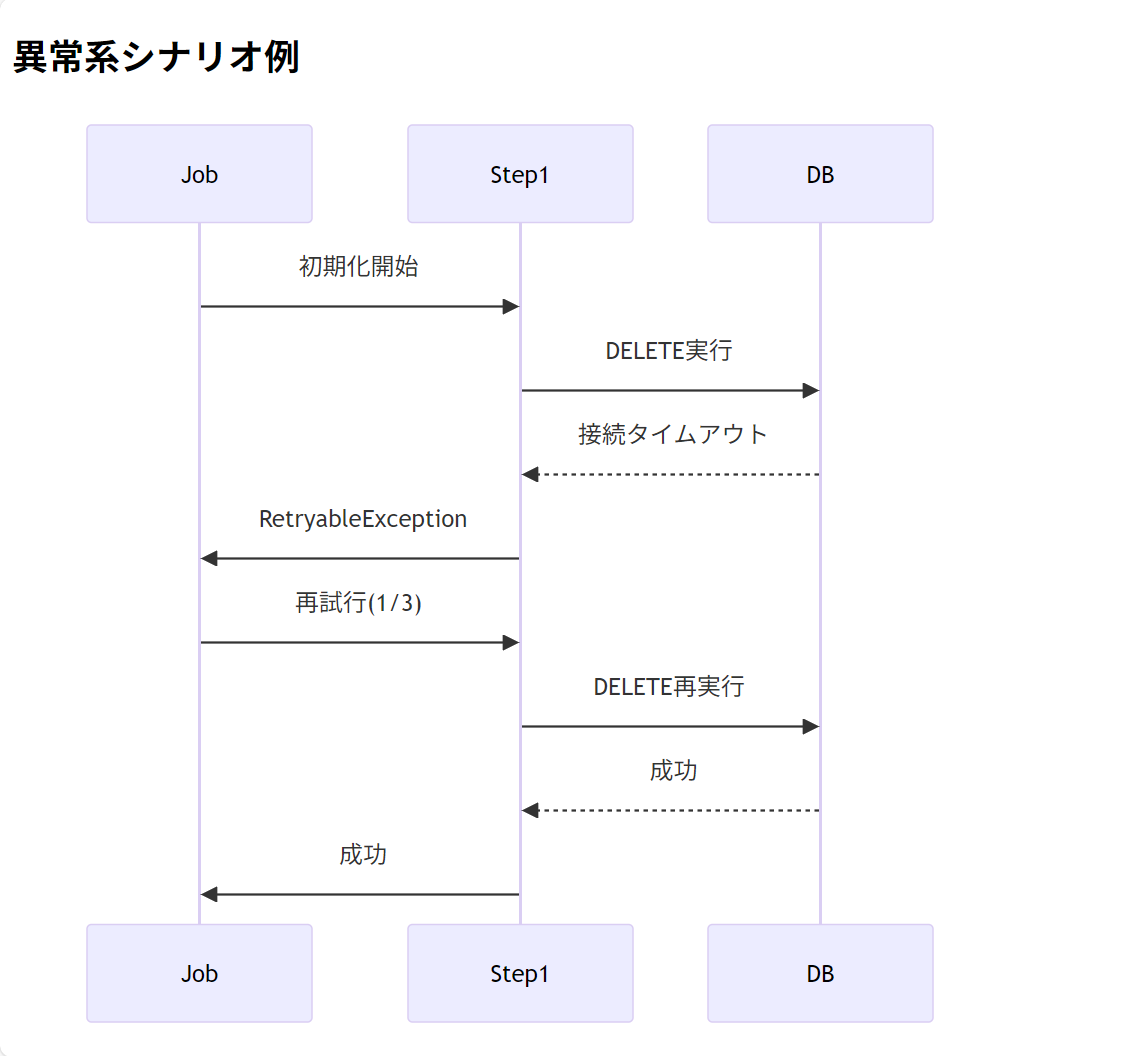 異常系シナリオ例
Job
Step1
DB
初期化開始
DELETE実行
接続タイムアウト
RetryableException
再試行(1/3)
DELETE再実行
成功
成功
Job
Step1
DB